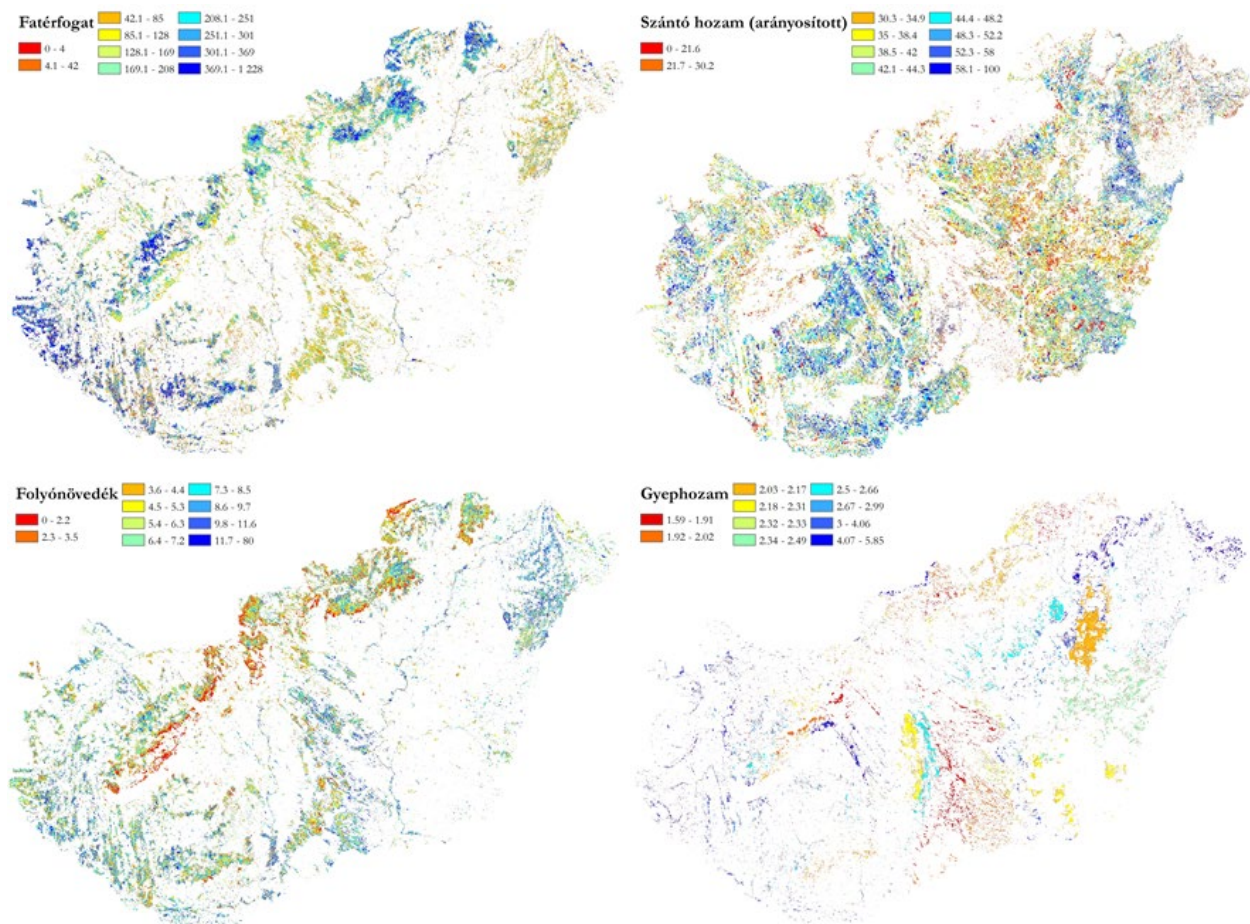 Fatérfogat
0 - 4
4.1 - 42
42.1 - 85
85.1 - 128
128.1 - 169
169.1 - 208
208.1 - 251
251.1 - 301
301.1 - 369
369.1 - 1 228
Szántó hozam (arányosított)
0 - 21.6
21.7 - 30.2
30.3 - 34.9
35 - 38.4
38.5 - 42
42.1 - 44.3
44.4 - 48.2
48.3 - 52.2
52.3 - 58
58.1 - 100
Folyónövedék
0 - 2.2
2.3 - 3.5
3.6 - 4.4
4.5 - 5.3
5.4 - 6.3
6.4 - 7.2
7.3 - 8.5
8.6 - 9.7
9.8 - 11.6
11.7 - 80
Gyephozam
1.59 - 1.91
1.92 - 2.02
2.03 - 2.17
2.18 - 2.31
2.32 - 2.33
2.34 - 2.49
2.5 - 2.66
2.67 - 2.99
3 - 4.06
4.07 - 5.85